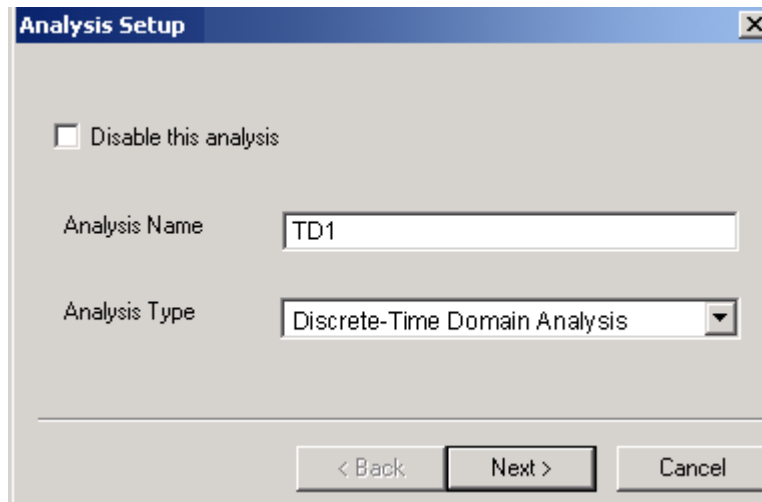 Analysis Setup
Disable this analysis
Analysis Name
TD1
Analysis Type
Discrete-Time Domain Analysis
< Back
Next >
Cancel